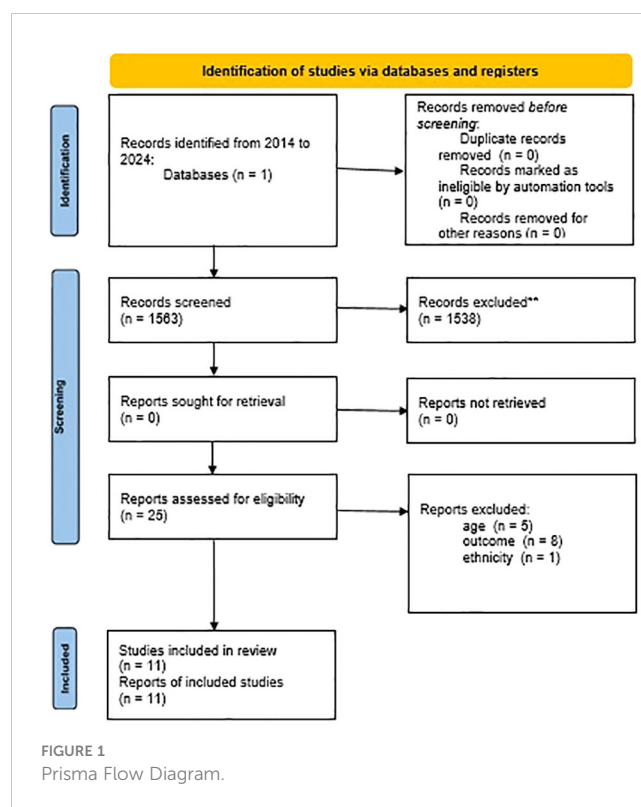 Identification of studies via databases and registers
Identification
Records identified from 2014 to
2024:
Databases (n = 1)
Records removed before
screening:
Duplicate records
removed (n = 0)
Records marked as
ineligible by automation tools
(n = 0)
Records removed for
other reasons (n = 0)
Screening
Records screened
(n = 1563)
Records excluded**
(n = 1538)
Reports sought for retrieval
(n = 0)
Reports not retrieved
(n = 0)
Reports assessed for eligibility
(n = 25)
Reports excluded:
age (n = 5)
outcome (n = 8)
ethnicity (n = 1)
Included
Studies included in review
(n = 11)
Reports of included studies
(n = 11)
FIGURE 1
Prisma Flow Diagram.